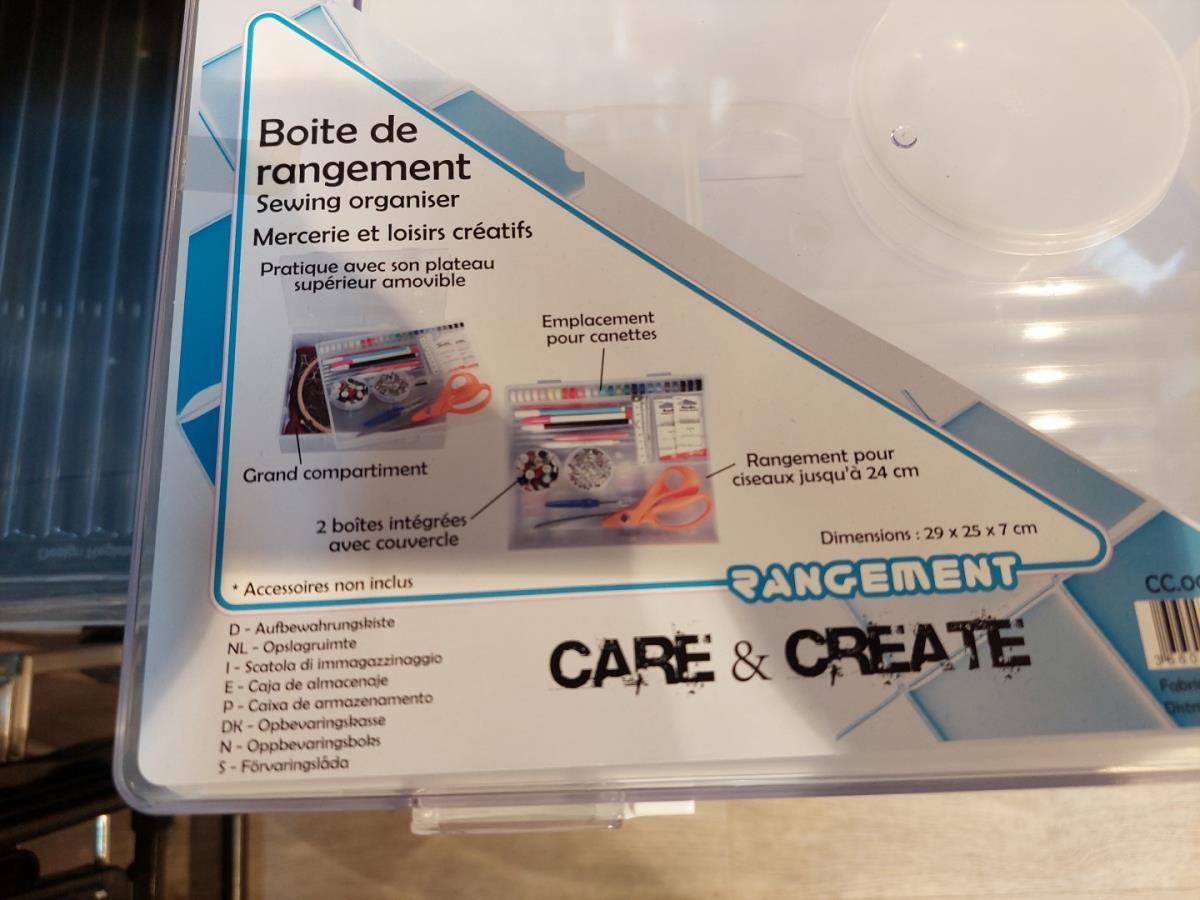 Boite de
rangement
Sewing organiser
Mercerie et loisirs créatifs
Pratique avec son plateau
supérieur amovible
Emplacement
pour canettes
Grand compartiment
Rangement pour
ciseaux jusqu'à 24 cm
2 boîtes intégrées
avec couvercle
Dimensions : 29 x 25 x 7 cm
* Accessoires non inclus
RANGEMENT
D - Aufbewahrungskiste
NL - Opslagruimte
I - Scatola di immagazzinaggio
E - Caja de almacenaje
P - Caixa de armazenamento
DK - Opbevaringskasse
N - Oppbevaringsboks
S - Förvaringslåda
CARE & CREATE